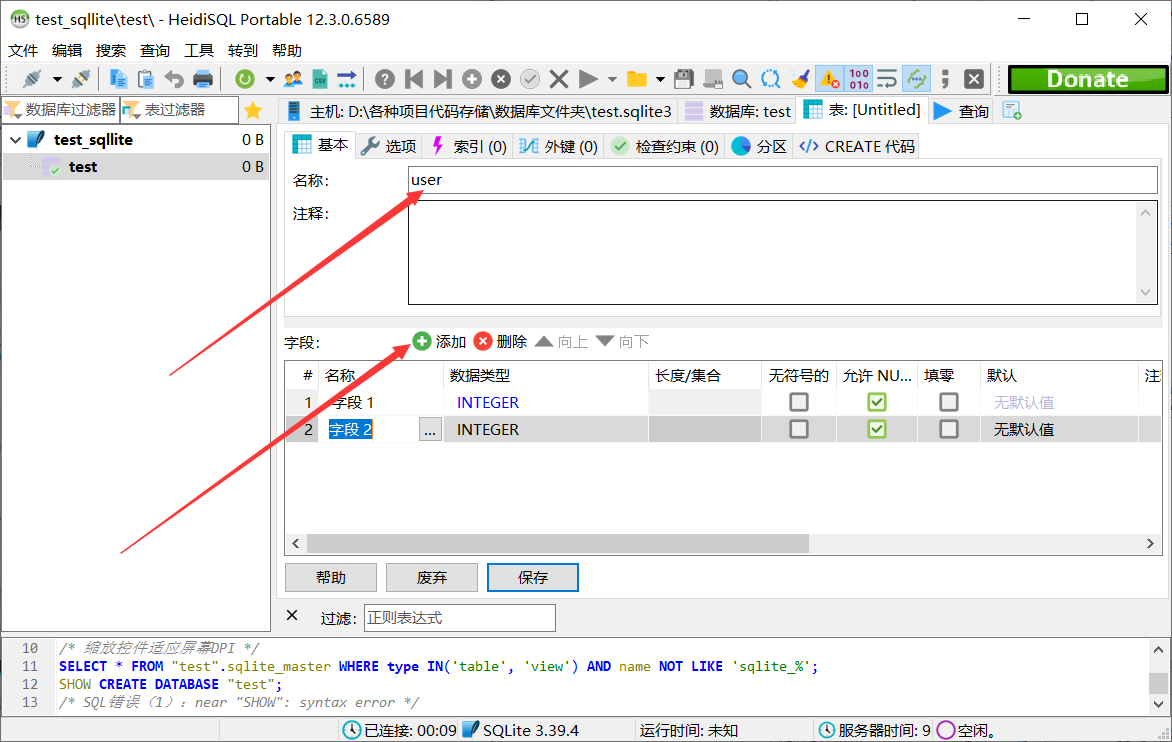 HS test_sqllite\test\ - HeidiSQL Portable 12.3.0.6589
文件 编辑 搜索 查询 工具 转到 帮助
Donate
数据库过滤器 表过滤器
主机: D:\各种项目代码存储\数据库文件夹\test.sqlite3 数据库: test 表: [Untitled] 查询
test_sqllite 0 B
test 0 B
基本 选项 索引 (0) 外键 (0) 检查约束 (0) 分区 CREATE 代码
名称: user
注释:
字段: 添加 删除 向上 向下
# 名称 数据类型 长度/集合 无符号的 允许 NU... 填零 默认 注
1 字段 1 INTEGER 无默认值
2 字段 2 ... INTEGER 无默认值
帮助 废弃 保存
过滤: 正则表达式
10 /* 缩放控件适应屏幕DPI */
11 SELECT * FROM "test".sqlite_master WHERE type IN('table', 'view') AND name NOT LIKE 'sqlite_%';
12 SHOW CREATE DATABASE "test";
13 /* SQL错误（1）：near "SHOW": syntax error */
已连接: 00:09 SQLite 3.39.4 运行时间: 未知 服务器时间: 9 空闲。